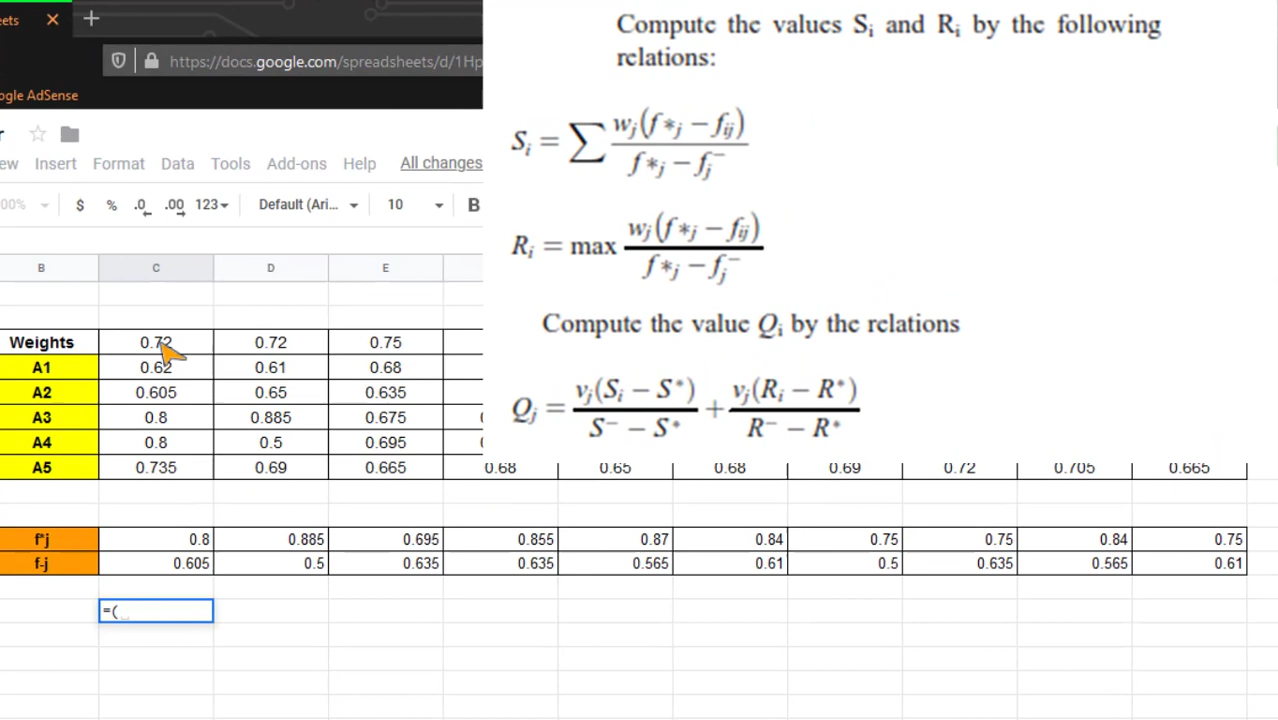 eets
https://docs.google.com/spreadsheets/d/1Hp
ogle AdSense
r
ew Insert Format Data Tools Add-ons Help All changes
00% $ % .0 .00 123 Default (Ari... 10 B
B C D E
Weights 0.72 0.72 0.75
A1 0.62 0.61 0.68
A2 0.605 0.65 0.635
A3 0.8 0.885 0.675
A4 0.8 0.5 0.695
A5 0.735 0.69 0.665 0.68 0.65 0.68 0.69 0.72 0.705 0.665
f*j 0.8 0.885 0.695 0.855 0.87 0.84 0.75 0.75 0.84 0.75
f-j 0.605 0.5 0.635 0.635 0.565 0.61 0.5 0.635 0.565 0.61
=(
Compute the values Si and Ri by the following
relations:
Si = ∑ wj(f*j − fij) / f*j − fj−
Ri = max wj(f*j − fij) / f*j − fj−
Compute the value Qi by the relations
Qj = vj(Si − S*) / S− − S* + vj(Ri − R*) / R− − R*